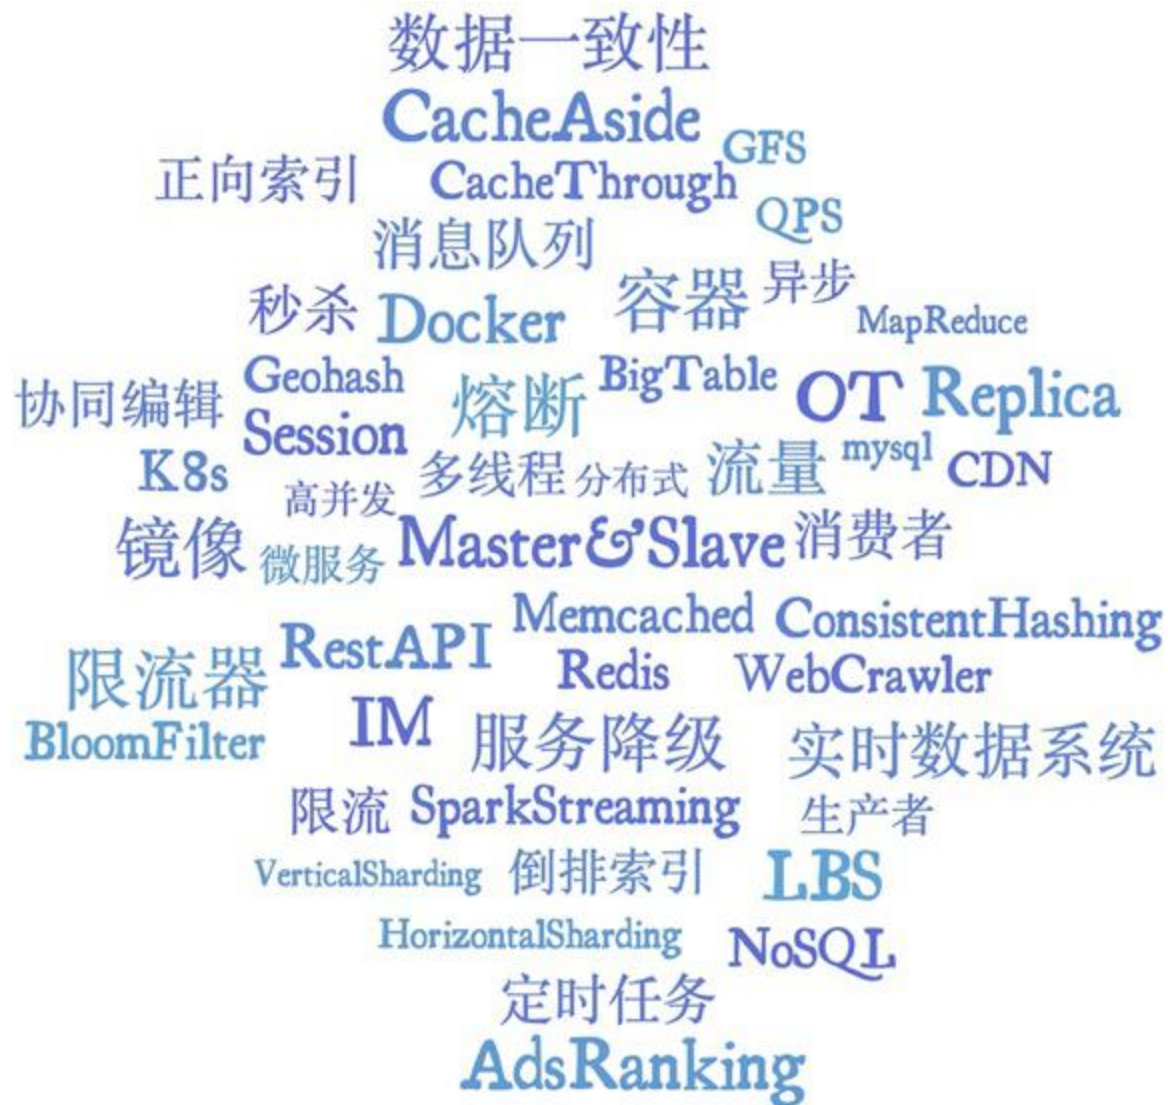 数据一致性
CacheAside
GFS
正向索引
CacheThrough
QPS
消息队列
容器
异步
秒杀
Docker
MapReduce
协同编辑
Geohash
熔断
BigTable
OT
Replica
Session
K8s
高并发
多线程
分布式
流量
mysql
CDN
镜像
微服务
Master&Slave
消费者
Memcached
ConsistentHashing
限流器
RestAPI
Redis
WebCrawler
BloomFilter
IM
服务降级
实时数据系统
限流
SparkStreaming
生产者
VerticalSharding
倒排索引
LBS
HorizontalSharding
NoSQL
定时任务
AdsRanking